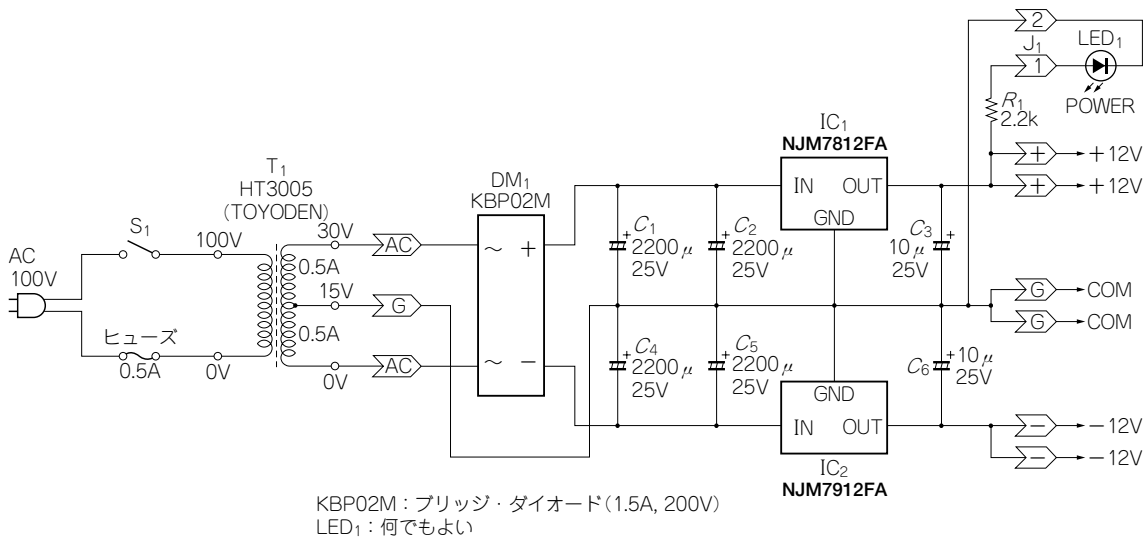 AC
100V
S1
ヒューズ
0.5A
100V
0V
T1
HT3005
(TOYODEN)
30V
0.5A
15V
0.5A
0V
AC
G
AC
DM1
KBP02M
~ +
~ −
C1
2200μ
25V
C2
2200μ
25V
C4
2200μ
25V
C5
2200μ
25V
IC1
NJM7812FA
IN OUT
GND
GND
IN OUT
IC2
NJM7912FA
C3
10μ
25V
C6
10μ
25V
2
J1
1
LED1
POWER
R1
2.2k
+ +12V
+ +12V
G COM
G COM
− −12V
− −12V
KBP02M:ブリッジ・ダイオード(1.5A, 200V)
LED1:何でもよい